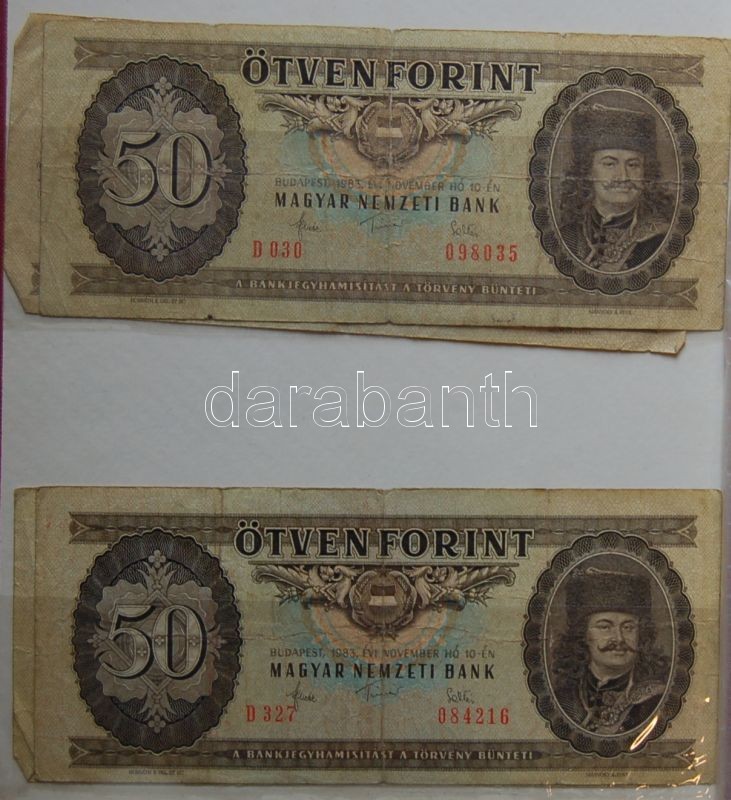 ÖTVEN FORINT
50
BUDAPEST, 1983. ÉVI NOVEMBER HÓ 10-ÉN
MAGYAR NEMZETI BANK
D 030 098035
A BANKJEGYHAMISÍTÁST A TÖRVÉNY BÜNTETI
darabanth
ÖTVEN FORINT
50
BUDAPEST, 1983. ÉVI NOVEMBER HÓ 10-ÉN
MAGYAR NEMZETI BANK
D 327 084216
A BANKJEGYHAMISÍTÁST A TÖRVÉNY BÜNTETI